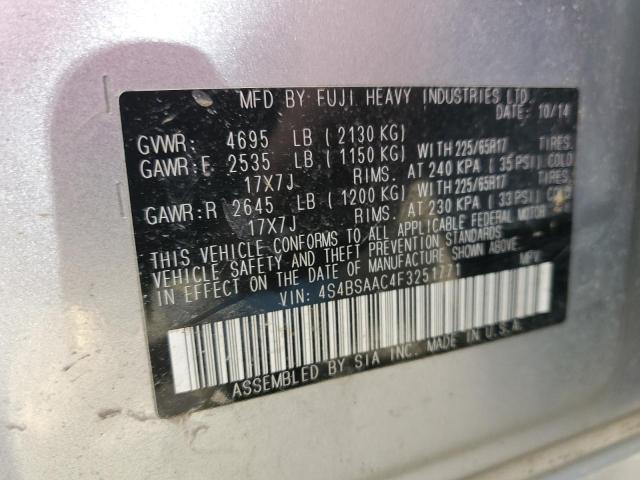 MFD BY FUJI HEAVY INDUSTRIES LTD.
DATE: 10/14
GVWR: 4695 LB (2130 KG)
GAWR:F 2535 LB (1150 KG) WITH 225/65R17 TIRES.
17X7J RIMS. AT 240 KPA (35 PSI) COLD
GAWR:R 2645 LB (1200 KG) WITH 225/65R17 TIRES.
17X7J RIMS. AT 230 KPA (33 PSI) COLD
THIS VEHICLE CONFORMS TO ALL APPLICABLE FEDERAL MOTOR
VEHICLE SAFETY AND THEFT PREVENTION STANDARDS
IN EFFECT ON THE DATE OF MANUFACTURE SHOWN ABOVE.
VIN: 4S4BSAAC4F3251771 MPV
ASSEMBLED BY SIA INC. MADE IN U.S.A.